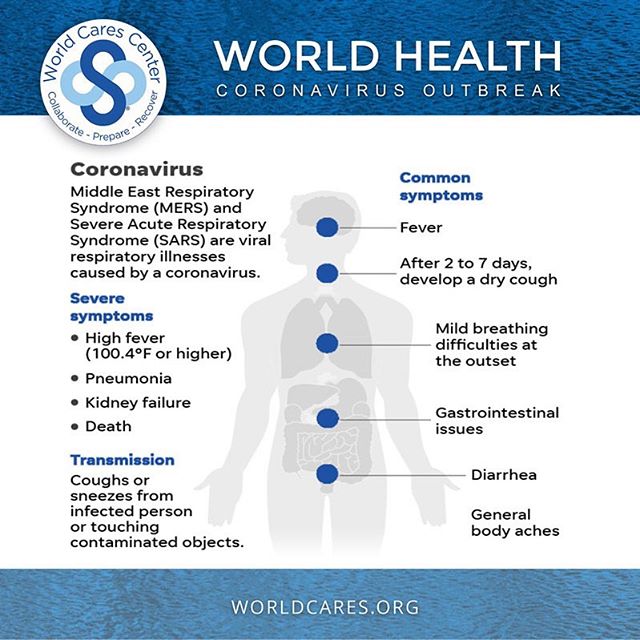 World Cares Center
S
Collaborate - Prepare - Recover
WORLD HEALTH
CORONAVIRUS OUTBREAK
Coronavirus
Middle East Respiratory
Syndrome (MERS) and
Severe Acute Respiratory
Syndrome (SARS) are viral
respiratory illnesses
caused by a coronavirus.
Severe
symptoms
• High fever
(100.4ºF or higher)
• Pneumonia
• Kidney failure
• Death
Transmission
Coughs or
sneezes from
infected person
or touching
contaminated objects.
Common
symptoms
Fever
After 2 to 7 days,
develop a dry cough
Mild breathing
difficulties at
the outset
Gastrointestinal
issues
Diarrhea
General
body aches
WORLDCARES.ORG